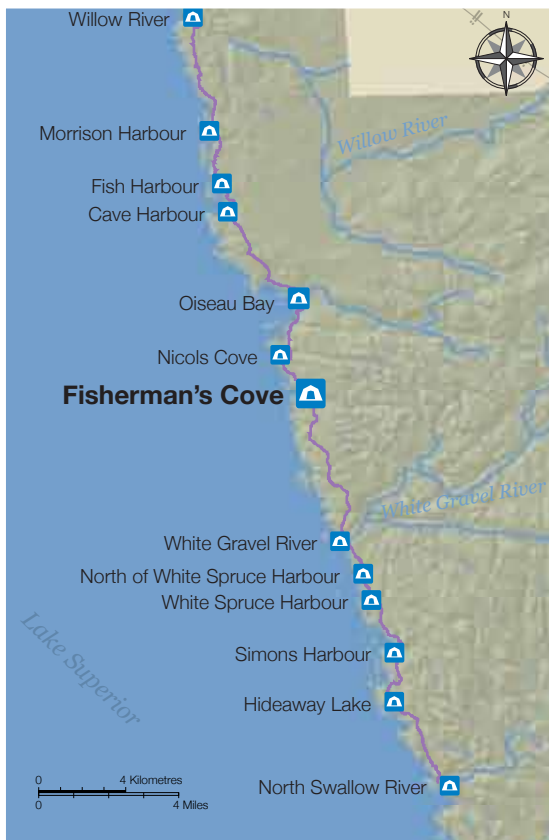 Willow River
N
Morrison Harbour
Willow River
Fish Harbour
Cave Harbour
Oiseau Bay
Nicols Cove
Fisherman's Cove
White Gravel River
White Gravel River
North of White Spruce Harbour
White Spruce Harbour
Lake Superior
Simons Harbour
Hideaway Lake
0 4 Kilometres
0 4 Miles
North Swallow River